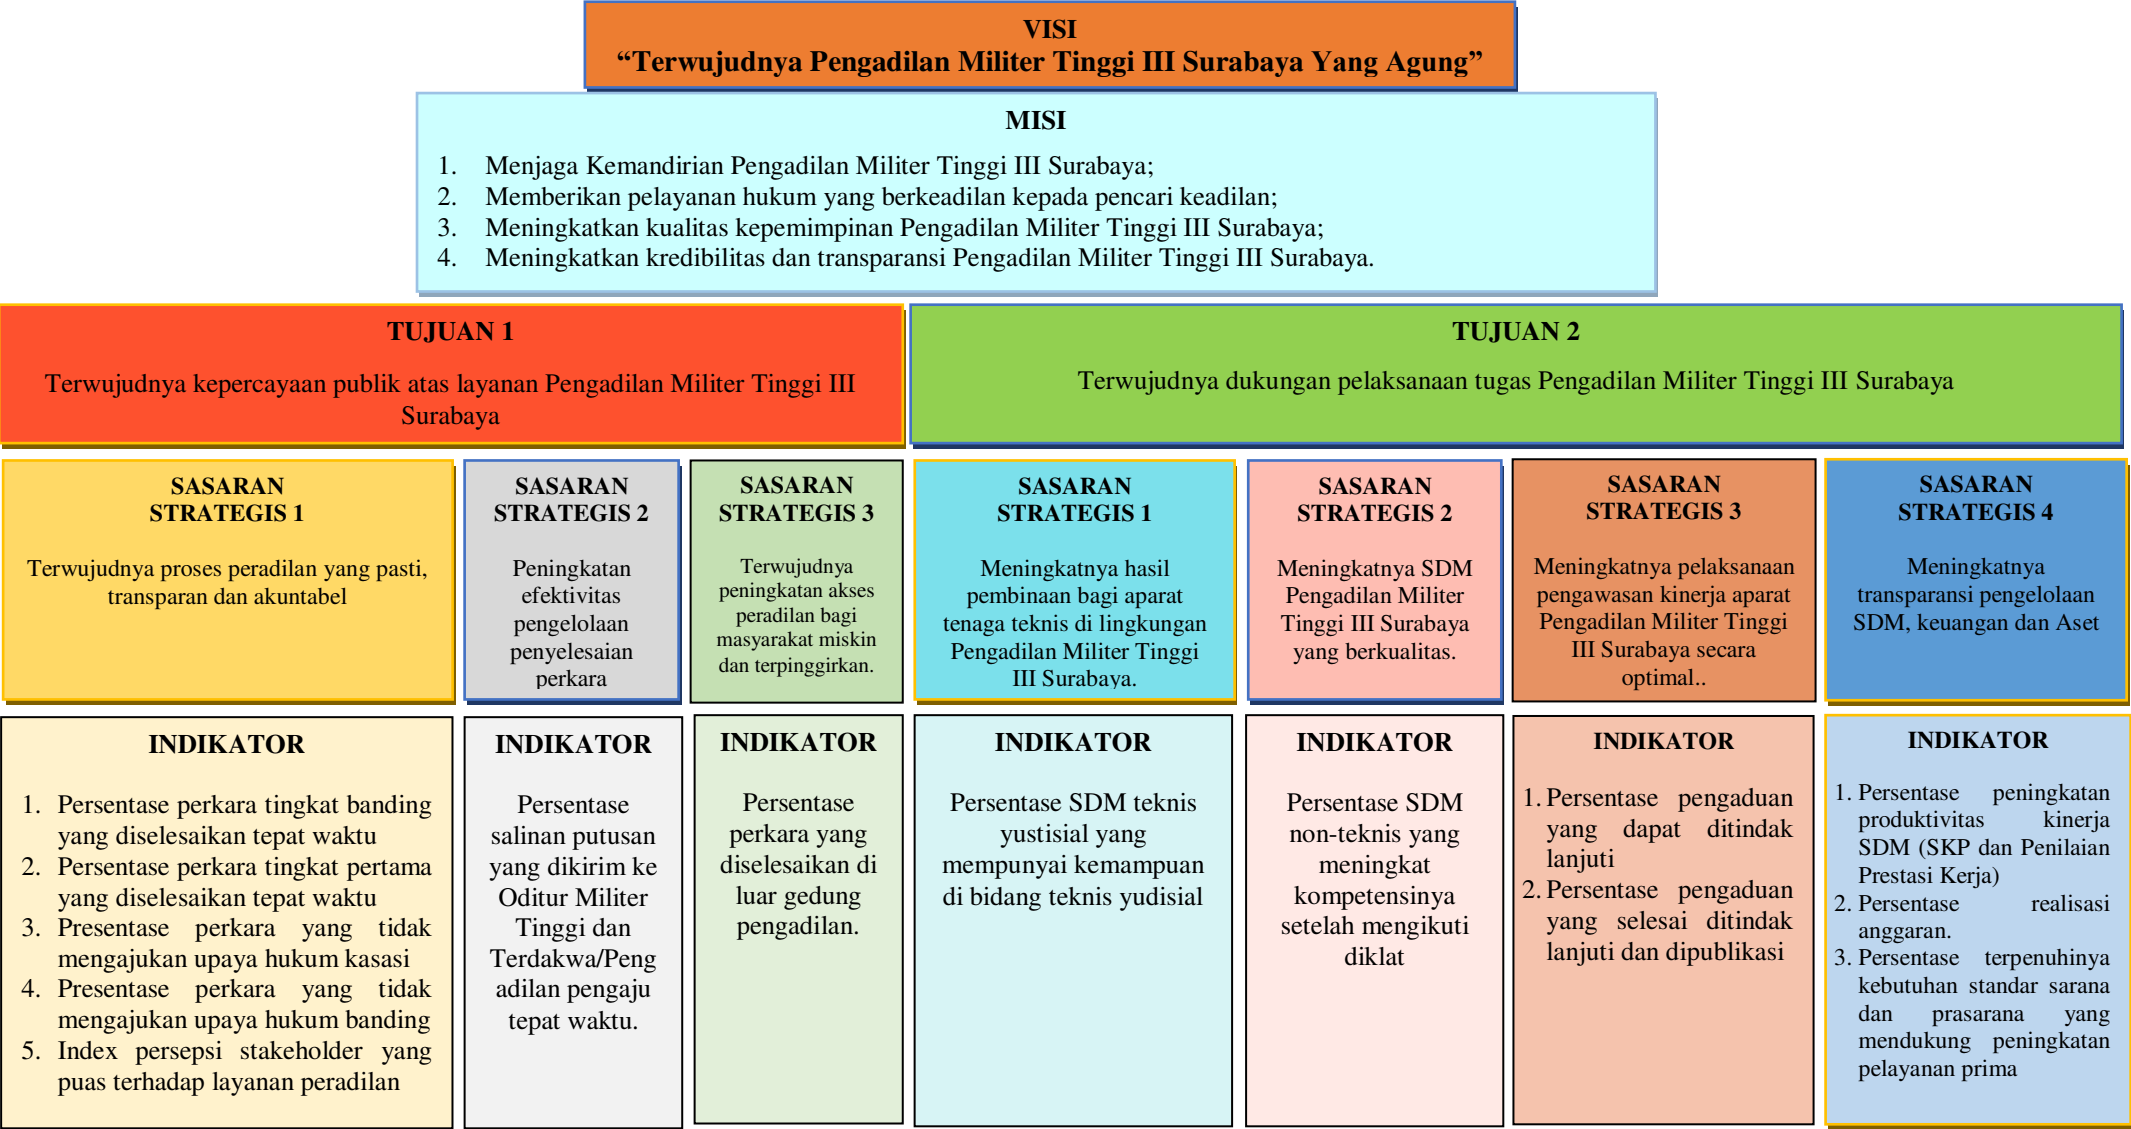 VISI
“Terwujudnya Pengadilan Militer Tinggi III Surabaya Yang Agung”
MISI
1. Menjaga Kemandirian Pengadilan Militer Tinggi III Surabaya;
2. Memberikan pelayanan hukum yang berkeadilan kepada pencari keadilan;
3. Meningkatkan kualitas kepemimpinan Pengadilan Militer Tinggi III Surabaya;
4. Meningkatkan kredibilitas dan transparansi Pengadilan Militer Tinggi III Surabaya.
TUJUAN 1
Terwujudnya kepercayaan publik atas layanan Pengadilan Militer Tinggi III
Surabaya
TUJUAN 2
Terwujudnya dukungan pelaksanaan tugas Pengadilan Militer Tinggi III Surabaya
SASARAN
STRATEGIS 1
Terwujudnya proses peradilan yang pasti,
transparan dan akuntabel
SASARAN
STRATEGIS 2
Peningkatan
efektivitas
pengelolaan
penyelesaian
perkara
SASARAN
STRATEGIS 3
Terwujudnya
peningkatan akses
peradilan bagi
masyarakat miskin
dan terpinggirkan.
SASARAN
STRATEGIS 1
Meningkatnya hasil
pembinaan bagi aparat
tenaga teknis di lingkungan
Pengadilan Militer Tinggi
III Surabaya.
SASARAN
STRATEGIS 2
Meningkatnya SDM
Pengadilan Militer
Tinggi III Surabaya
yang berkualitas.
SASARAN
STRATEGIS 3
Meningkatnya pelaksanaan
pengawasan kinerja aparat
Pengadilan Militer Tinggi
III Surabaya secara
optimal..
SASARAN
STRATEGIS 4
Meningkatnya
transparansi pengelolaan
SDM, keuangan dan Aset
INDIKATOR
1. Persentase perkara tingkat banding
yang diselesaikan tepat waktu
2. Persentase perkara tingkat pertama
yang diselesaikan tepat waktu
3. Presentase perkara yang tidak
mengajukan upaya hukum kasasi
4. Presentase perkara yang tidak
mengajukan upaya hukum banding
5. Index persepsi stakeholder yang
puas terhadap layanan peradilan
INDIKATOR
Persentase
salinan putusan
yang dikirim ke
Oditur Militer
Tinggi dan
Terdakwa/Peng
adilan pengaju
tepat waktu.
INDIKATOR
Persentase
perkara yang
diselesaikan di
luar gedung
pengadilan.
INDIKATOR
Persentase SDM teknis
yustisial yang
mempunyai kemampuan
di bidang teknis yudisial
INDIKATOR
Persentase SDM
non-teknis yang
meningkat
kompetensinya
setelah mengikuti
diklat
INDIKATOR
1. Persentase pengaduan
yang dapat ditindak
lanjuti
2. Persentase pengaduan
yang selesai ditindak
lanjuti dan dipublikasi
INDIKATOR
1. Persentase peningkatan
produktivitas kinerja
SDM (SKP dan Penilaian
Prestasi Kerja)
2. Persentase realisasi
anggaran.
3. Persentase terpenuhinya
kebutuhan standar sarana
dan prasarana yang
mendukung peningkatan
pelayanan prima